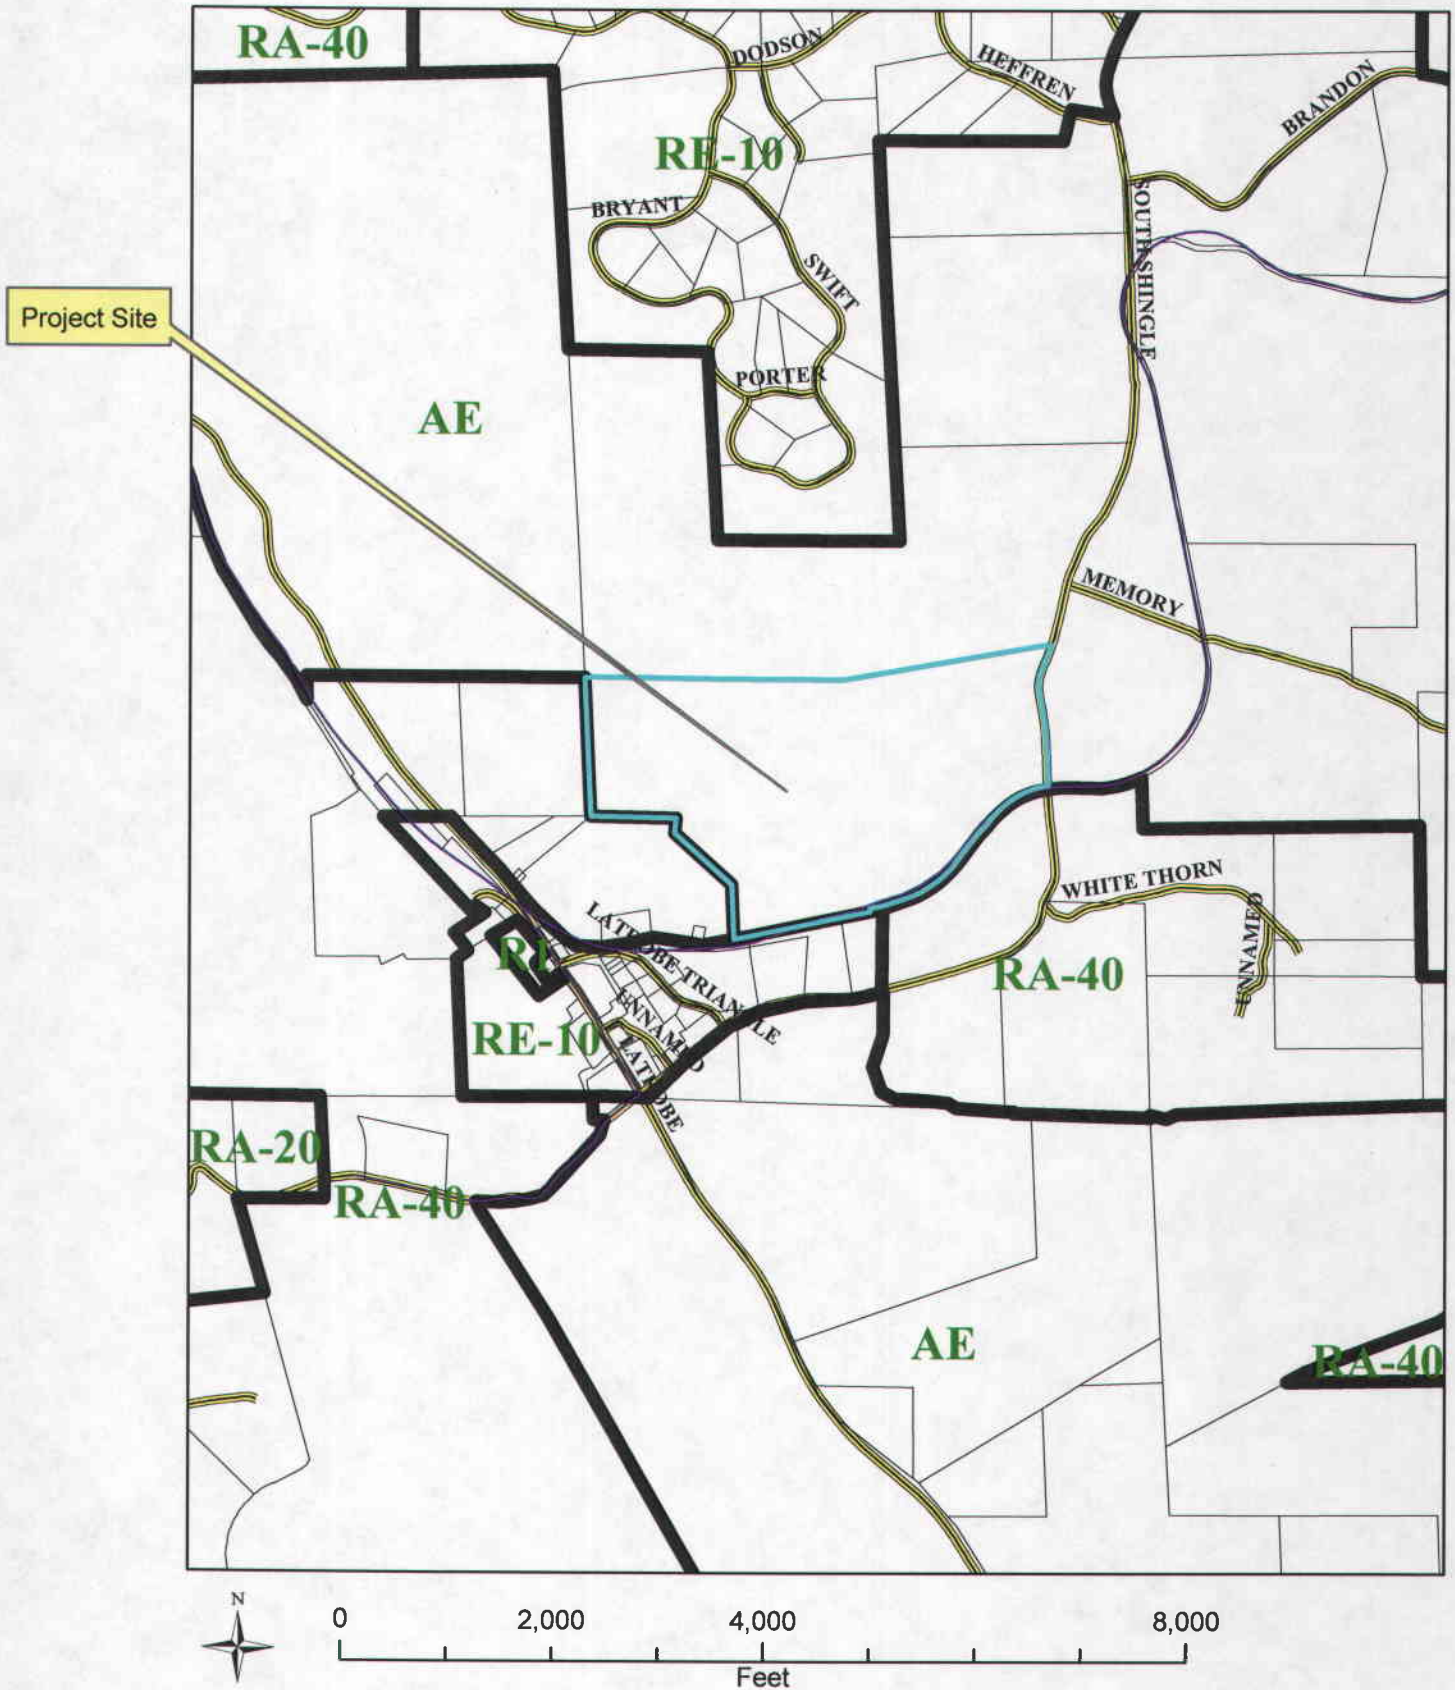 RA-40
DODSON
HEFFREN
BRANDON
RE-10
BRYANT
SOUTH SHINGLE
SWIFT
Project Site
PORTER
AE
MEMORY
WHITE THORN
LATROBE TRIANGLE
UNNAMED
R1
RA-40
UNNAMED
RE-10
LATROBE
RA-20
RA-40
AE
RA-40
N
0 2,000 4,000 8,000
Feet